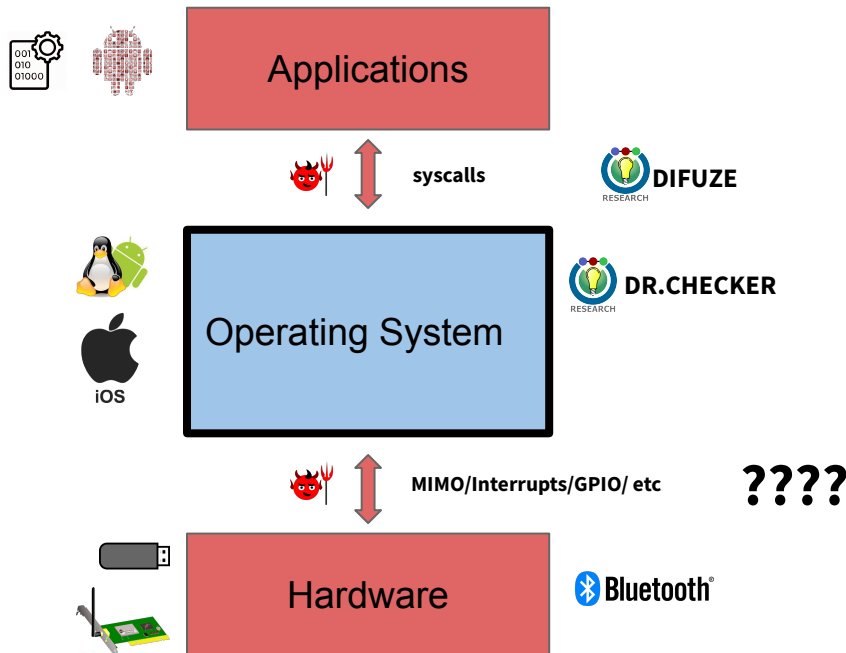 001
010
01000
Applications
syscalls
RESEARCH
DIFUZE
Operating System
iOS
RESEARCH
DR.CHECKER
MIMO/Interrupts/GPIO/ etc
????
Hardware
Bluetooth®